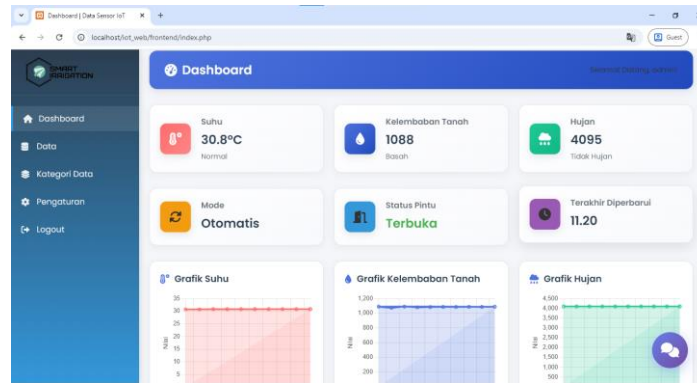 Dashboard | Data Sensor IoT
localhost/iot_web/frontend/index.php
Guest
SMART
IRRIGATION
Dashboard
Selamat Datang, admin!
Dashboard
Data
Kategori Data
Pengaturan
Logout
Suhu
30.8°C
Normal
Kelembaban Tanah
1088
Basah
Hujan
4095
Tidak Hujan
Mode
Otomatis
Status Pintu
Terbuka
Terakhir Diperbarui
11.20
Grafik Suhu
35
30
25
20
15
10
5
Nilai
Grafik Kelembaban Tanah
1,200
1,000
800
600
400
200
Nilai
Grafik Hujan
4,500
4,000
3,500
3,000
2,500
2,000
1,500
1,000
500
Nilai